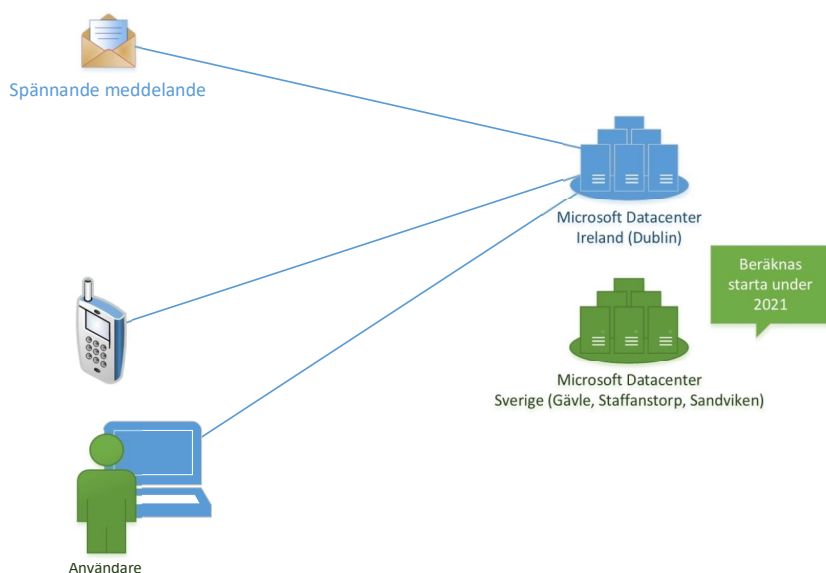 Spännande meddelande
Microsoft Datacenter
Ireland (Dublin)
Beräknas
starta under
2021
Microsoft Datacenter
Sverige (Gävle, Staffanstorp, Sandviken)
Användare